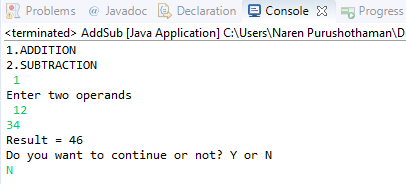 Problems @ Javadoc Declaration Console Progress
<terminated> AddSub [Java Application] C:\Users\Naren Purushothaman\D
1.ADDITION
2.SUBTRACTION
1
Enter two operands
12
34
Result = 46
Do you want to continue or not? Y or N
N